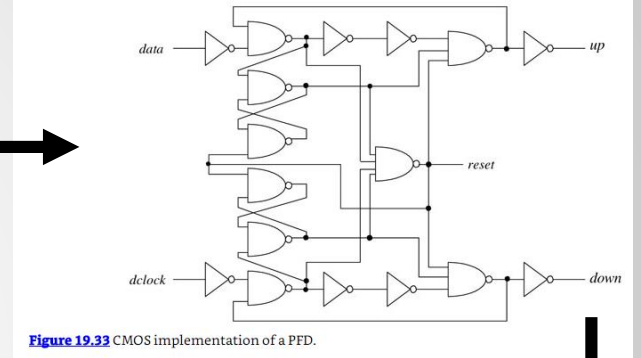 data
up
reset
dclock
down
Figure 19.33 CMOS implementation of a PFD.